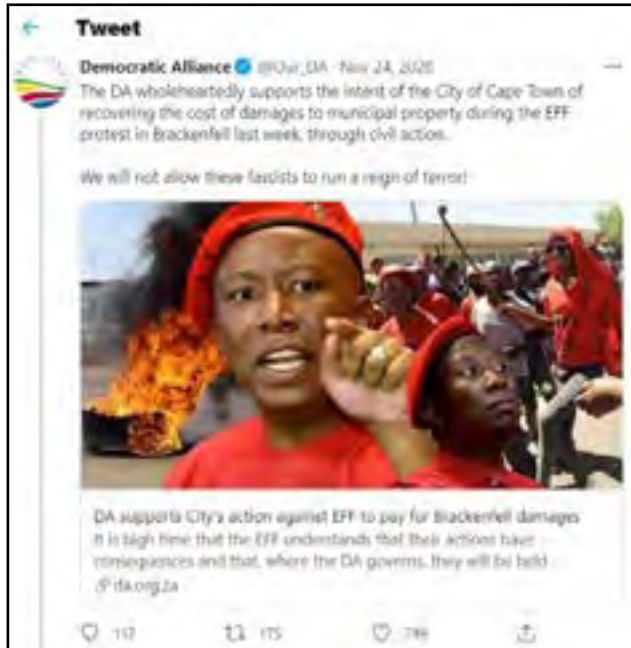 Tweet
Democratic Alliance @Our_DA · Nov 24, 2020
The DA wholeheartedly supports the intent of the City of Cape Town of
recovering the cost of damages to municipal property during the EFF
protest in Brackenfell last week, through civil action.
We will not allow these fascists to run a reign of terror!
DA supports City's action against EFF to pay for Brackenfell damages
It is high time that the EFF understands that their actions have
consequences and that, where the DA governs, they will be held ...
da.org.za
117 175